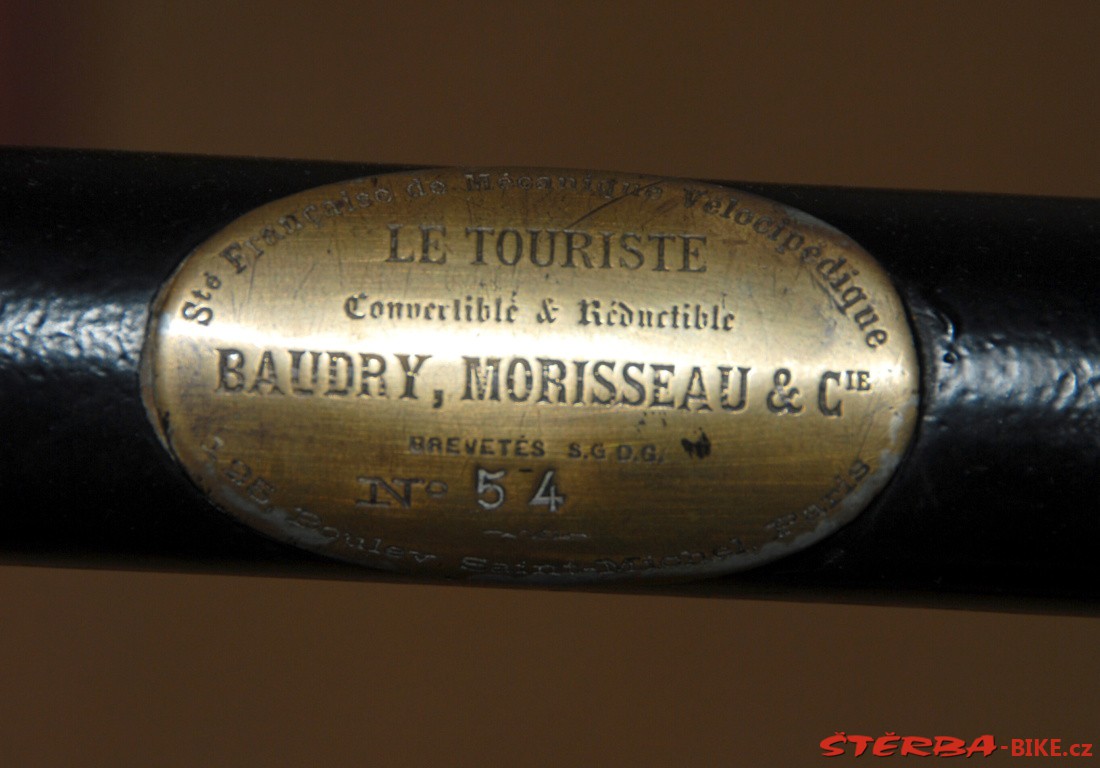 Sté Française de Mécanique Vélocipédique
LE TOURISTE
Convertible & Réductible
BAUDRY, MORISSEAU & CIE
BREVETÉS S.G.D.G.
No 54
Boulev Saint-Michel, Paris
ŠTĚRBA-BIKE.cz